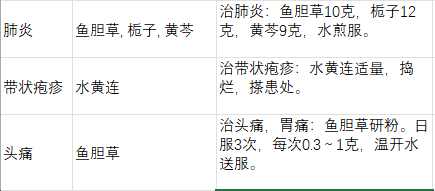 治肺炎：鱼胆草10克，栀子12
肺炎 鱼胆草, 栀子, 黄芩 克，黄芩9克，水煎服。
治带状疱疹：水黄连适量，捣
带状疱疹 水黄连 烂，搽患处。
治头痛，胃痛：鱼胆草研粉。日
头痛 鱼胆草 服3次，每次0.3～1克，温开水
送服。